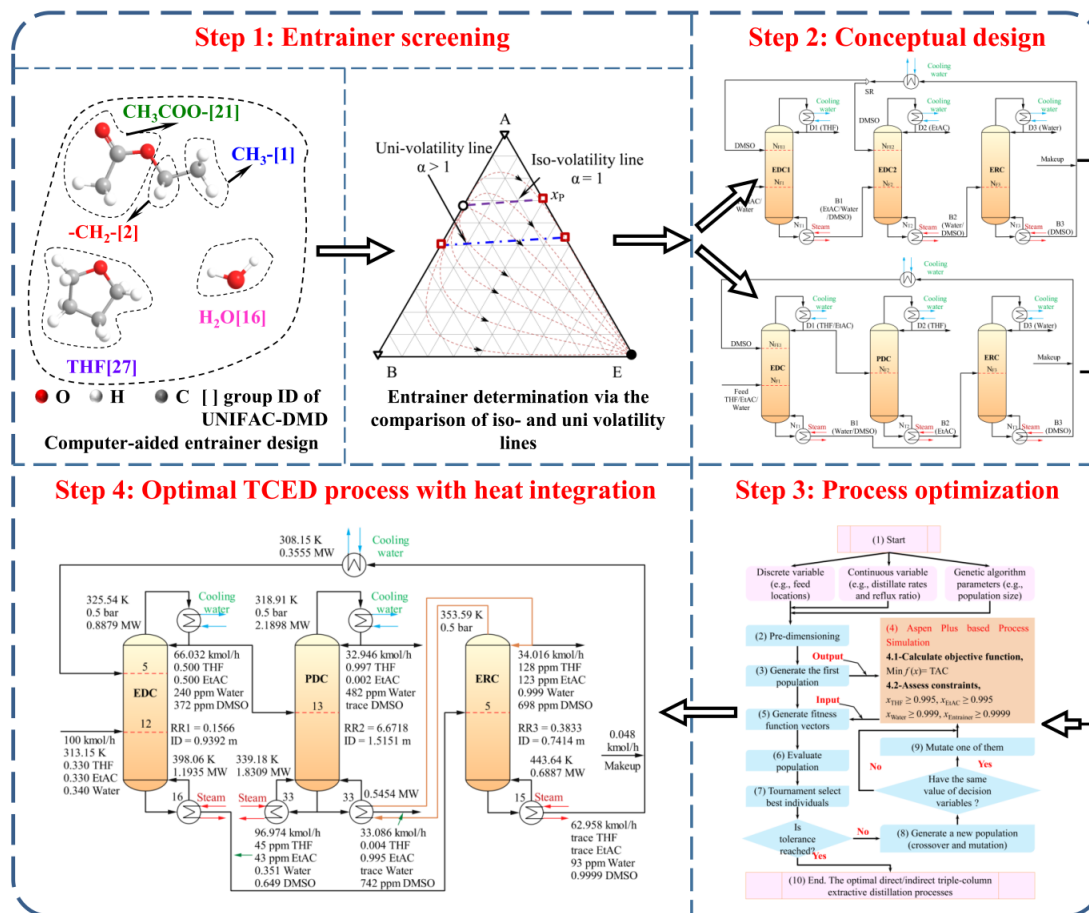 Step 1: Entrainer screening
CH3COO-[21]
CH3-[1]
-CH2-[2]
H2O[16]
THF[27]
O H C [ ] group ID of
UNIFAC-DMD
Computer-aided entrainer design
A
Uni-volatility line
α > 1
Iso-volatility line
α = 1
xP
B
E
Entrainer determination via the
comparison of iso- and uni volatility
lines
Step 2: Conceptual design
Cooling
water
SR
Cooling
water
D1 (THF)
DMSO
Cooling
water
D2 (EtAC)
Cooling
water
D3 (Water)
DMSO
NFE1
EDC1
NF1
NFE2
EDC2
NF2
ERC
NF3
Makeup
Water
B1
(EtAC/Water
/DMSO)
B2
(Water/
DMSO)
B3
(DMSO)
NT1
Steam
NT2
Steam
NT3
Steam
Cooling
water
Cooling
water
D1 (THF/EtAC)
Cooling
water
D2 (THF)
Cooling
water
D3 (Water)
DMSO
EDC
NF1
PDC
NF2
ERC
NF3
Makeup
Feed
THF/EtAC/
Water
NT1
Steam
B1
(Water/DMSO)
NT2
Steam
B2
(EtAC)
NT3
Steam
B3
(DMSO)
Step 3: Process optimization
(1) Start
Discrete variable
(e.g., feed
locations)
Continuous variable
(e.g., distillate rates
and reflux ratio)
Genetic algorithm
parameters (e.g.,
population size)
(2) Pre-dimensioning
(3) Generate the first
population
Output
Input
(4) Aspen Plus based Process
Simulation
4.1-Calculate objective function,
Min f (x)= TAC
4.2-Assess constraints,
xTHF ≥ 0.995, xEtAC ≥ 0.995
xWater ≥ 0.999, xEntrainer ≥ 0.9999
(5) Generate fitness
function vectors
(6) Evaluate
population
(7) Tournament select
best individuals
Is
tolerance
reached?
No
Yes
(8) Generate a new population
(crossover and mutation)
Have the same
value of decision
variables ?
No
Yes
(9) Mutate one of them
(10) End. The optimal direct/indirect triple-column
extractive distillation processes
Step 4: Optimal TCED process with heat integration
308.15 K
0.3555 MW
Cooling
water
325.54 K
0.5 bar
0.8879 MW
Cooling
water
318.91 K
0.5 bar
2.1898 MW
Cooling
water
353.59 K
0.5 bar
EDC
5
12
66.032 kmol/h
0.500 THF
0.500 EtAC
240 ppm Water
372 ppm DMSO
RR1 = 0.1566
ID = 0.9392 m
PDC
13
32.946 kmol/h
0.997 THF
0.002 EtAC
482 ppm Water
trace DMSO
RR2 = 6.6718
ID = 1.5151 m
ERC
5
34.016 kmol/h
128 ppm THF
123 ppm EtAC
0.999 Water
698 ppm DMSO
RR3 = 0.3833
ID = 0.7414 m
0.048
kmol/h
Makeup
100 kmol/h
313.15 K
0.330 THF
0.330 EtAC
0.340 Water
398.06 K
1.1935 MW
339.18 K
1.8309 MW
0.5454 MW
443.64 K
0.6887 MW
16
Steam
Steam
33
33
15
Steam
96.974 kmol/h
45 ppm THF
43 ppm EtAC
0.351 Water
0.649 DMSO
33.086 kmol/h
0.004 THF
0.995 EtAC
trace Water
742 ppm DMSO
62.958 kmol/h
trace THF
trace EtAC
93 ppm Water
0.9999 DMSO